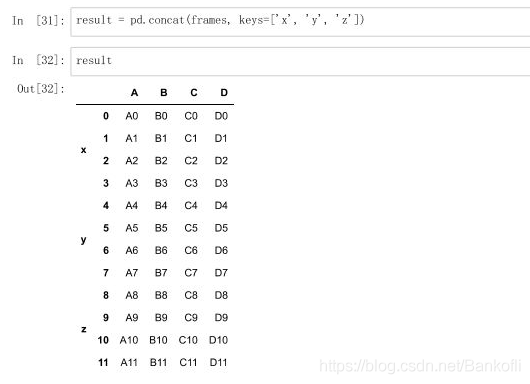 In [31]: result = pd.concat(frames, keys=['x', 'y', 'z'])
In [32]: result
Out[32]:
A B C D
0 A0 B0 C0 D0
1 A1 B1 C1 D1
x
2 A2 B2 C2 D2
3 A3 B3 C3 D3
4 A4 B4 C4 D4
5 A5 B5 C5 D5
y
6 A6 B6 C6 D6
7 A7 B7 C7 D7
8 A8 B8 C8 D8
9 A9 B9 C9 D9
z
10 A10 B10 C10 D10
11 A11 B11 C11 D11
https://blog.csdn.net/Bankofli